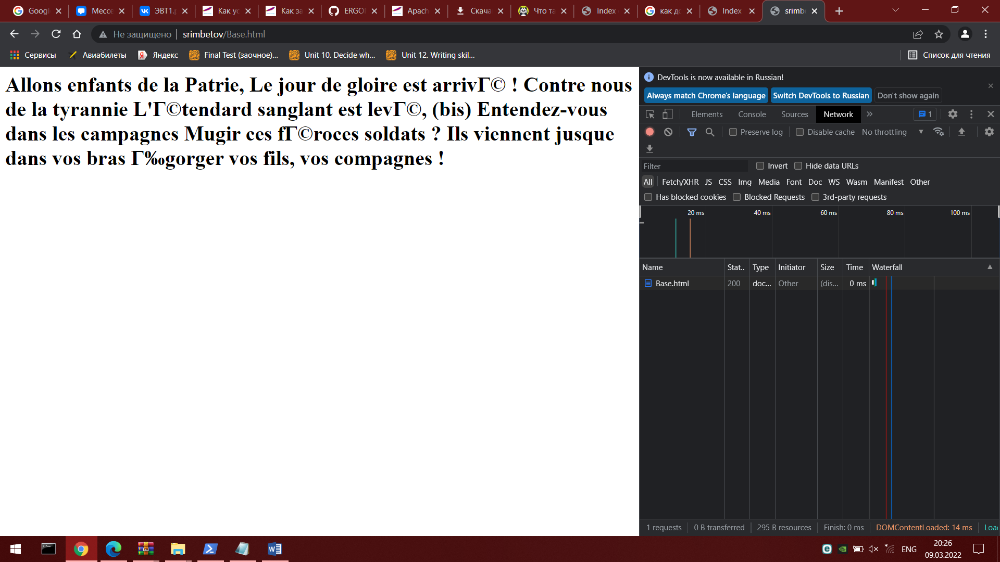 Googl
Мессе
ЭВТ1.р
Как ус
Как за
ERGOI
Apach
Скача
Что та
Index
как до
Index
srimbe
Не защищено | srimbetov/Base.html
Сервисы
Авиабилеты
Яндекс
Final Test (заочное)...
Unit 10. Decide wh...
Unit 12. Writing skil...
Список для чтения
Allons enfants de la Patrie, Le jour de gloire est arrivГ© ! Contre nous
de la tyrannie L'Г©tendard sanglant est levГ©, (bis) Entendez-vous
dans les campagnes Mugir ces fГ©roces soldats ? Ils viennent jusque
dans vos bras Г‰gorger vos fils, vos compagnes !
DevTools is now available in Russian!
Always match Chrome's language
Switch DevTools to Russian
Don't show again
Elements Console Sources Network » 1
Preserve log Disable cache No throttling
Filter Invert Hide data URLs
All Fetch/XHR JS CSS Img Media Font Doc WS Wasm Manifest Other
Has blocked cookies Blocked Requests 3rd-party requests
20 ms 40 ms 60 ms 80 ms 100 ms
Name Stat.. Type Initiator Size Time Waterfall
Base.html 200 doc... Other (dis... 0 ms
1 requests 0 B transferred 295 B resources Finish: 0 ms DOMContentLoaded: 14 ms Loa
ENG
20:26
09.03.2022